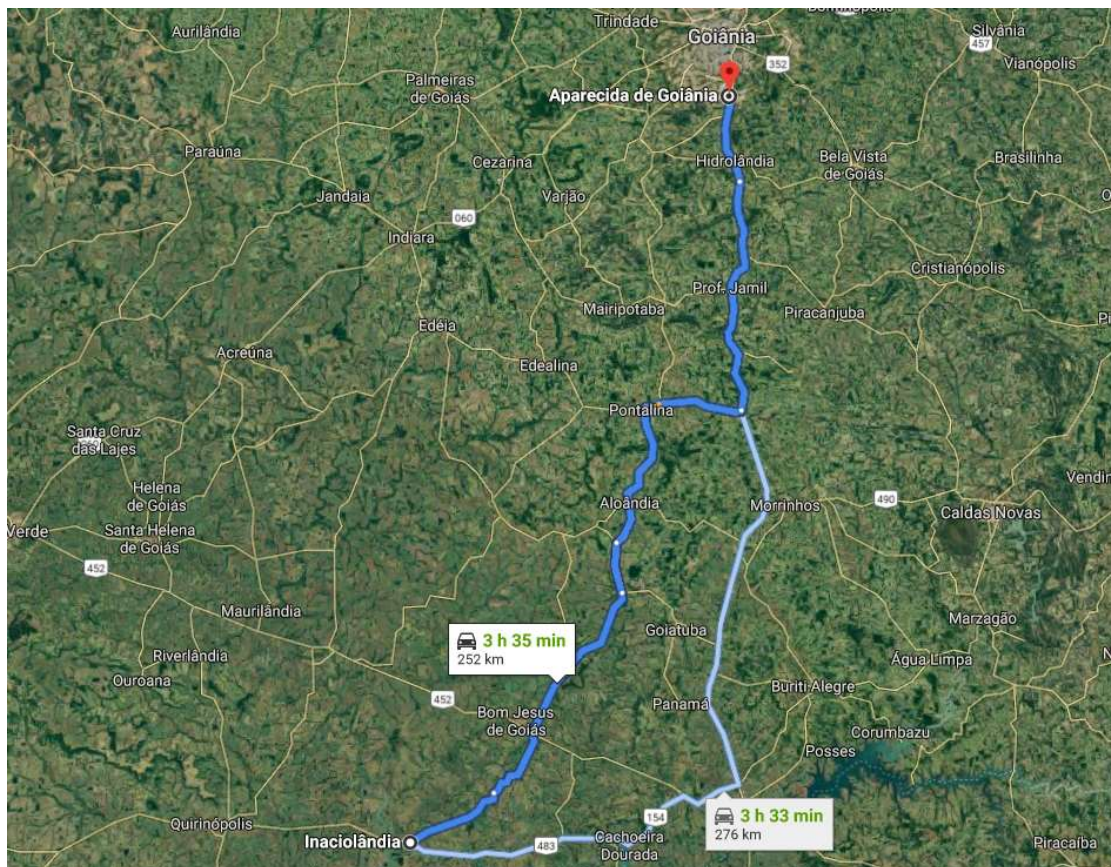 Trindade
Silvânia
Aurilândia
Goiânia
457
352
Vianópolis
Palmeiras
de Goiás
Aparecida de Goiânia
Paraúna
Cezarina
Hidrolândia
Bela Vista
de Goiás
Brasilinha
Jandaia
Varjão
060
Indiara
Cristianópolis
Prof. Jamil
Mairipotaba
Piracanjuba
Pi
Edéia
Acreúna
Edealina
Pontalina
Santa Cruz
das Lajes
Vendin
Helena
de Goiás
Aloândia
Morrinhos
490
Caldas Novas
Verde
Santa Helena
de Goiás
452
Maurilândia
Marzagão
Goiatuba
3 h 35 min
252 km
Riverlândia
Água Limpa
Ouroana
Buriti Alegre
452
Panamá
Bom Jesus
de Goiás
Corumbazu
Posses
Quirinópolis
154
3 h 33 min
276 km
Inaciolândia
483
Cachoeira
Dourada
Piracaíba